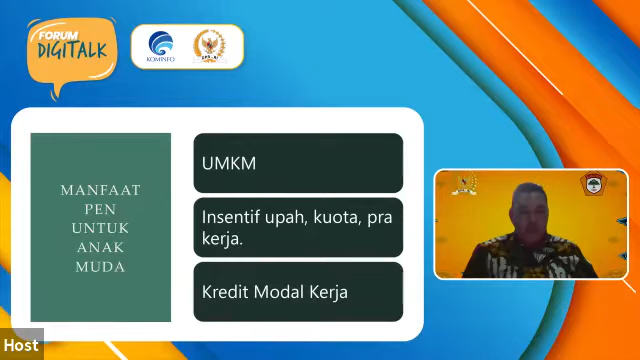 FORUM
DIGITALK
KOMINFO
MANFAAT
PEN
UNTUK
ANAK
MUDA
UMKM
Insentif upah, kuota, pra
kerja.
Kredit Modal Kerja
Host